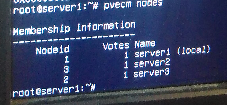 root@server1:~# pvecm nodes
Membership information
Nodeid Votes Name
1 1 server1 (local)
3 1 server2
2 1 server3
root@server1:~#